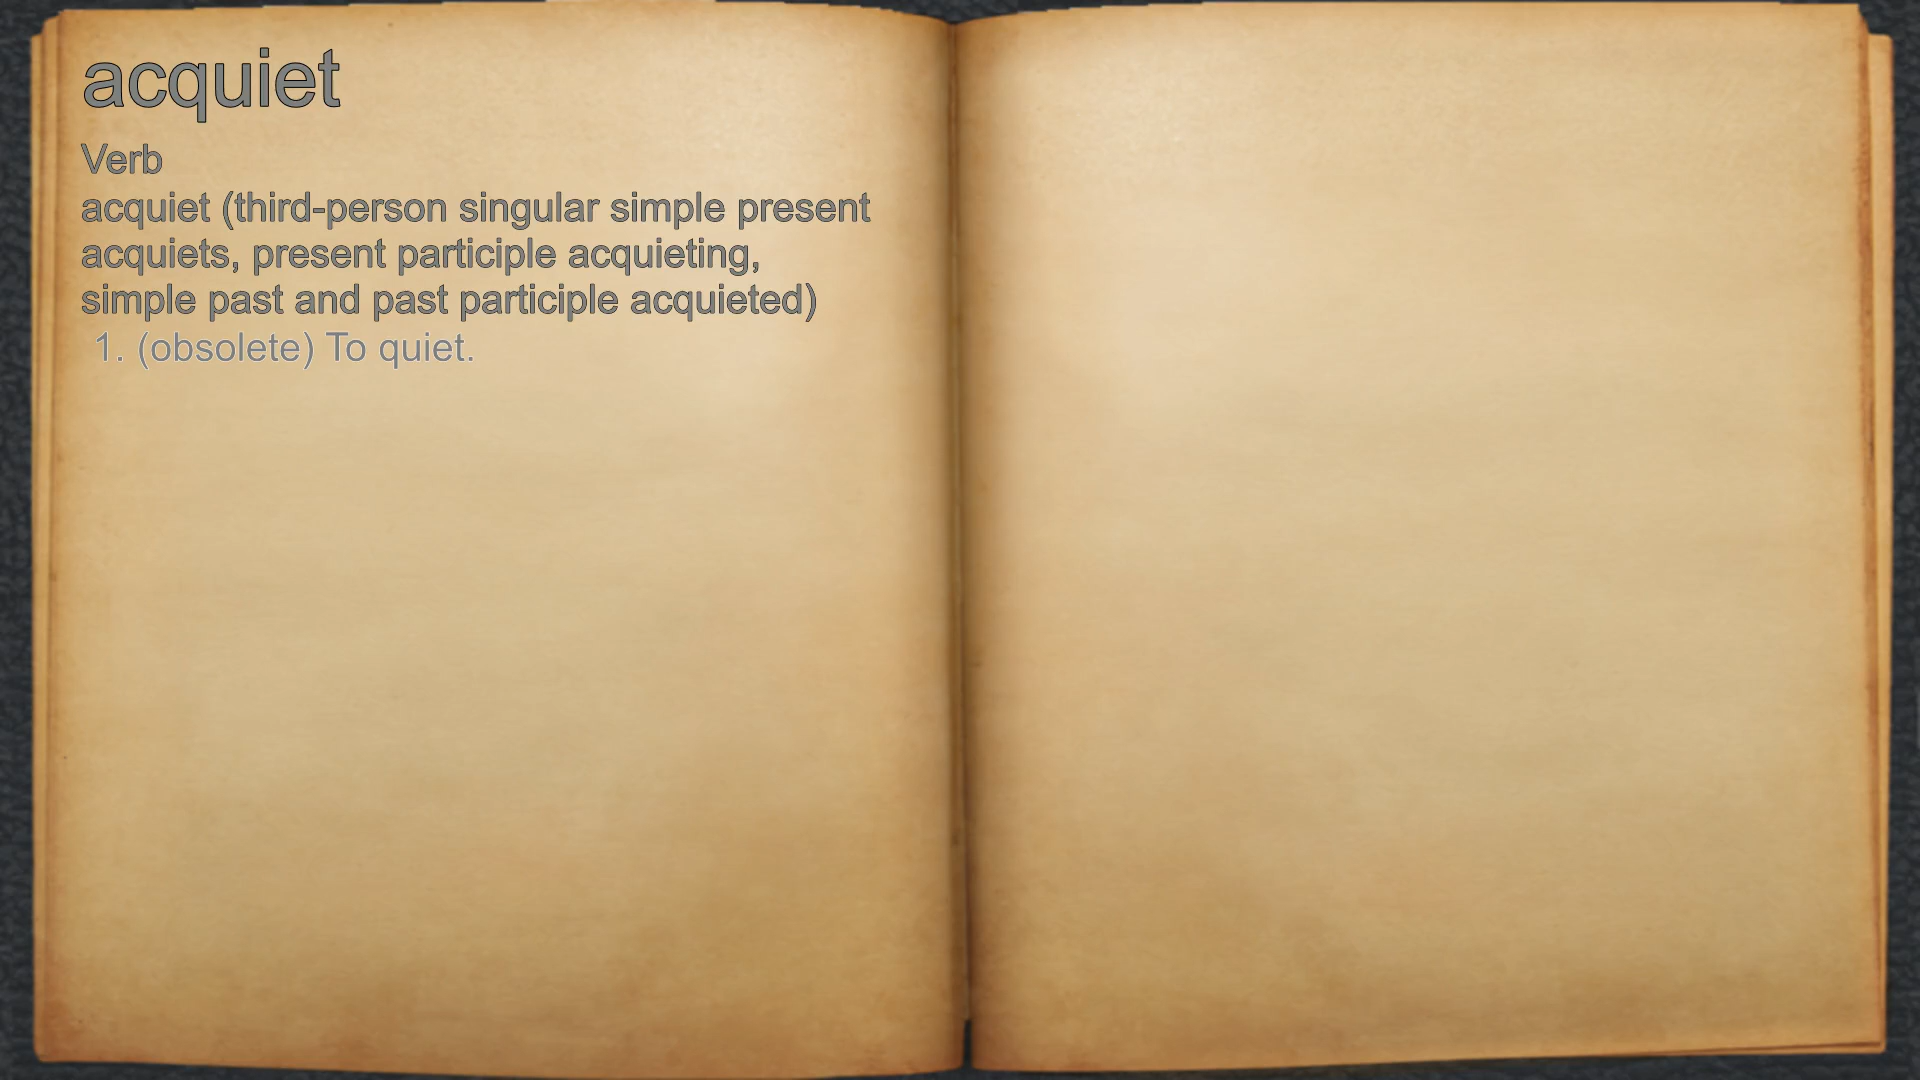 acquiet
Verb
acquiet (third-person singular simple present
acquiets, present participle acquieting,
simple past and past participle acquieted)
1. (obsolete) To quiet.